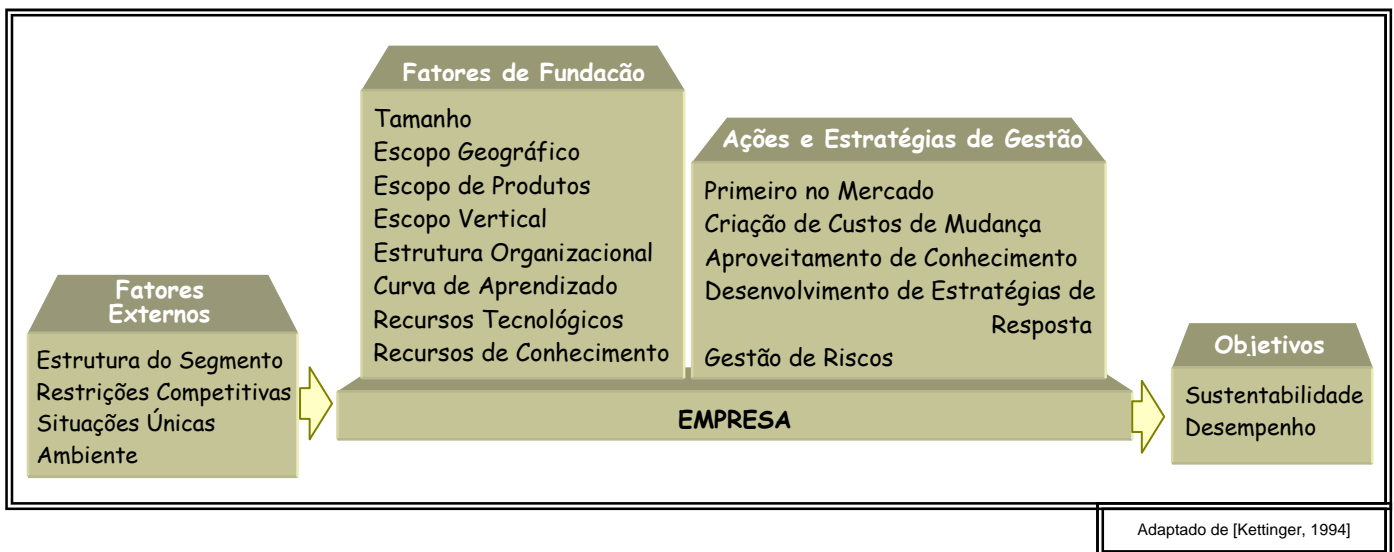 Fatores de Fundacão
Tamanho
Escopo Geográfico
Escopo de Produtos
Escopo Vertical
Estrutura Organizacional
Curva de Aprendizado
Recursos Tecnológicos
Recursos de Conhecimento
Ações e Estratégias de Gestão
Primeiro no Mercado
Criação de Custos de Mudança
Aproveitamento de Conhecimento
Desenvolvimento de Estratégias de
Resposta
Gestão de Riscos
Fatores
Externos
Estrutura do Segmento
Restrições Competitivas
Situações Únicas
Ambiente
EMPRESA
Objetivos
Sustentabilidade
Desempenho
Adaptado de [Kettinger, 1994]